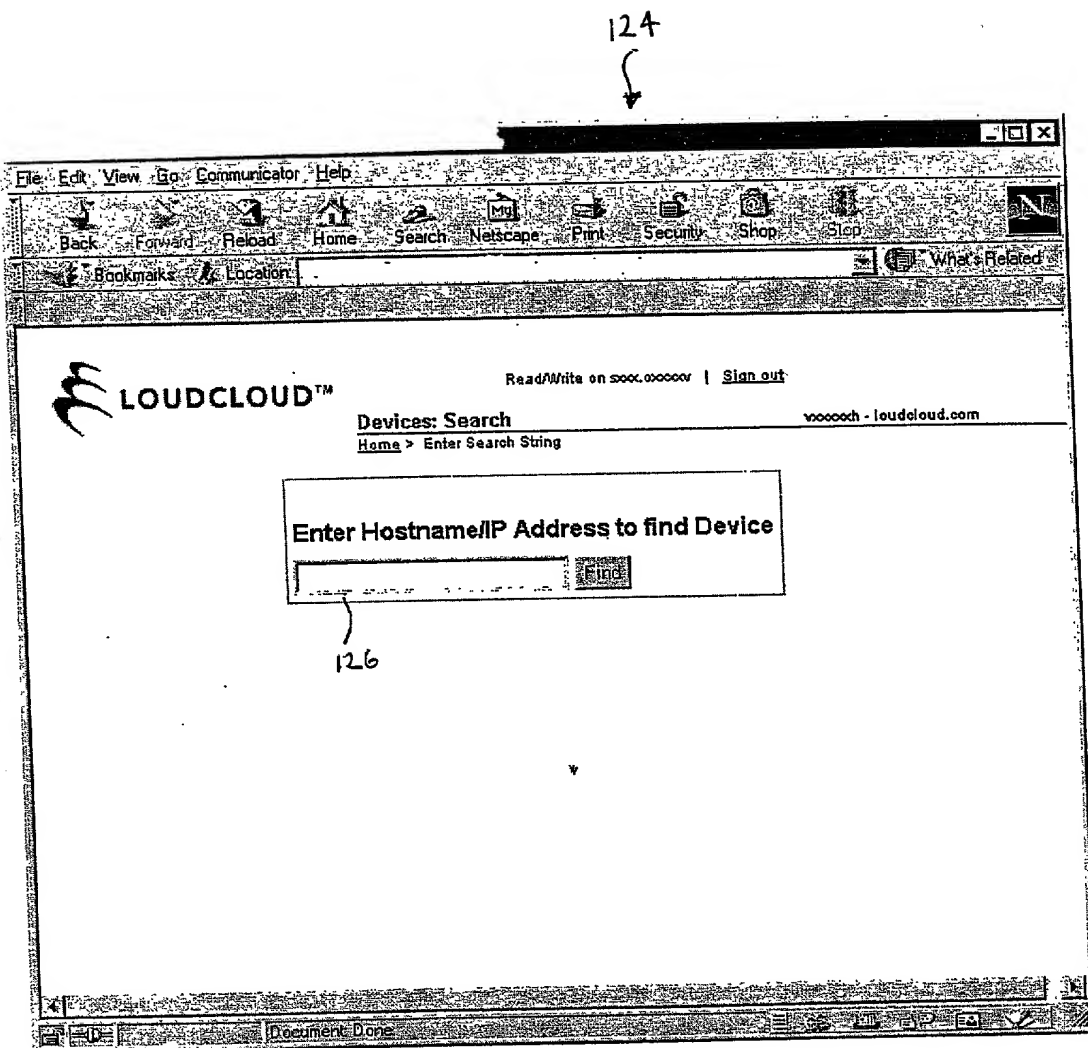 124
File Edit View Go Communicator Help
Back Forward Reload Home Search Netscape Print Security Shop Stop
My
N
Bookmarks Location: What's Related
LOUDCLOUD™
Read/Write on | Sign out
Devices: Search
- loudcloud.com
Home > Enter Search String
Enter Hostname/IP Address to find Device
Find
126
Document: Done